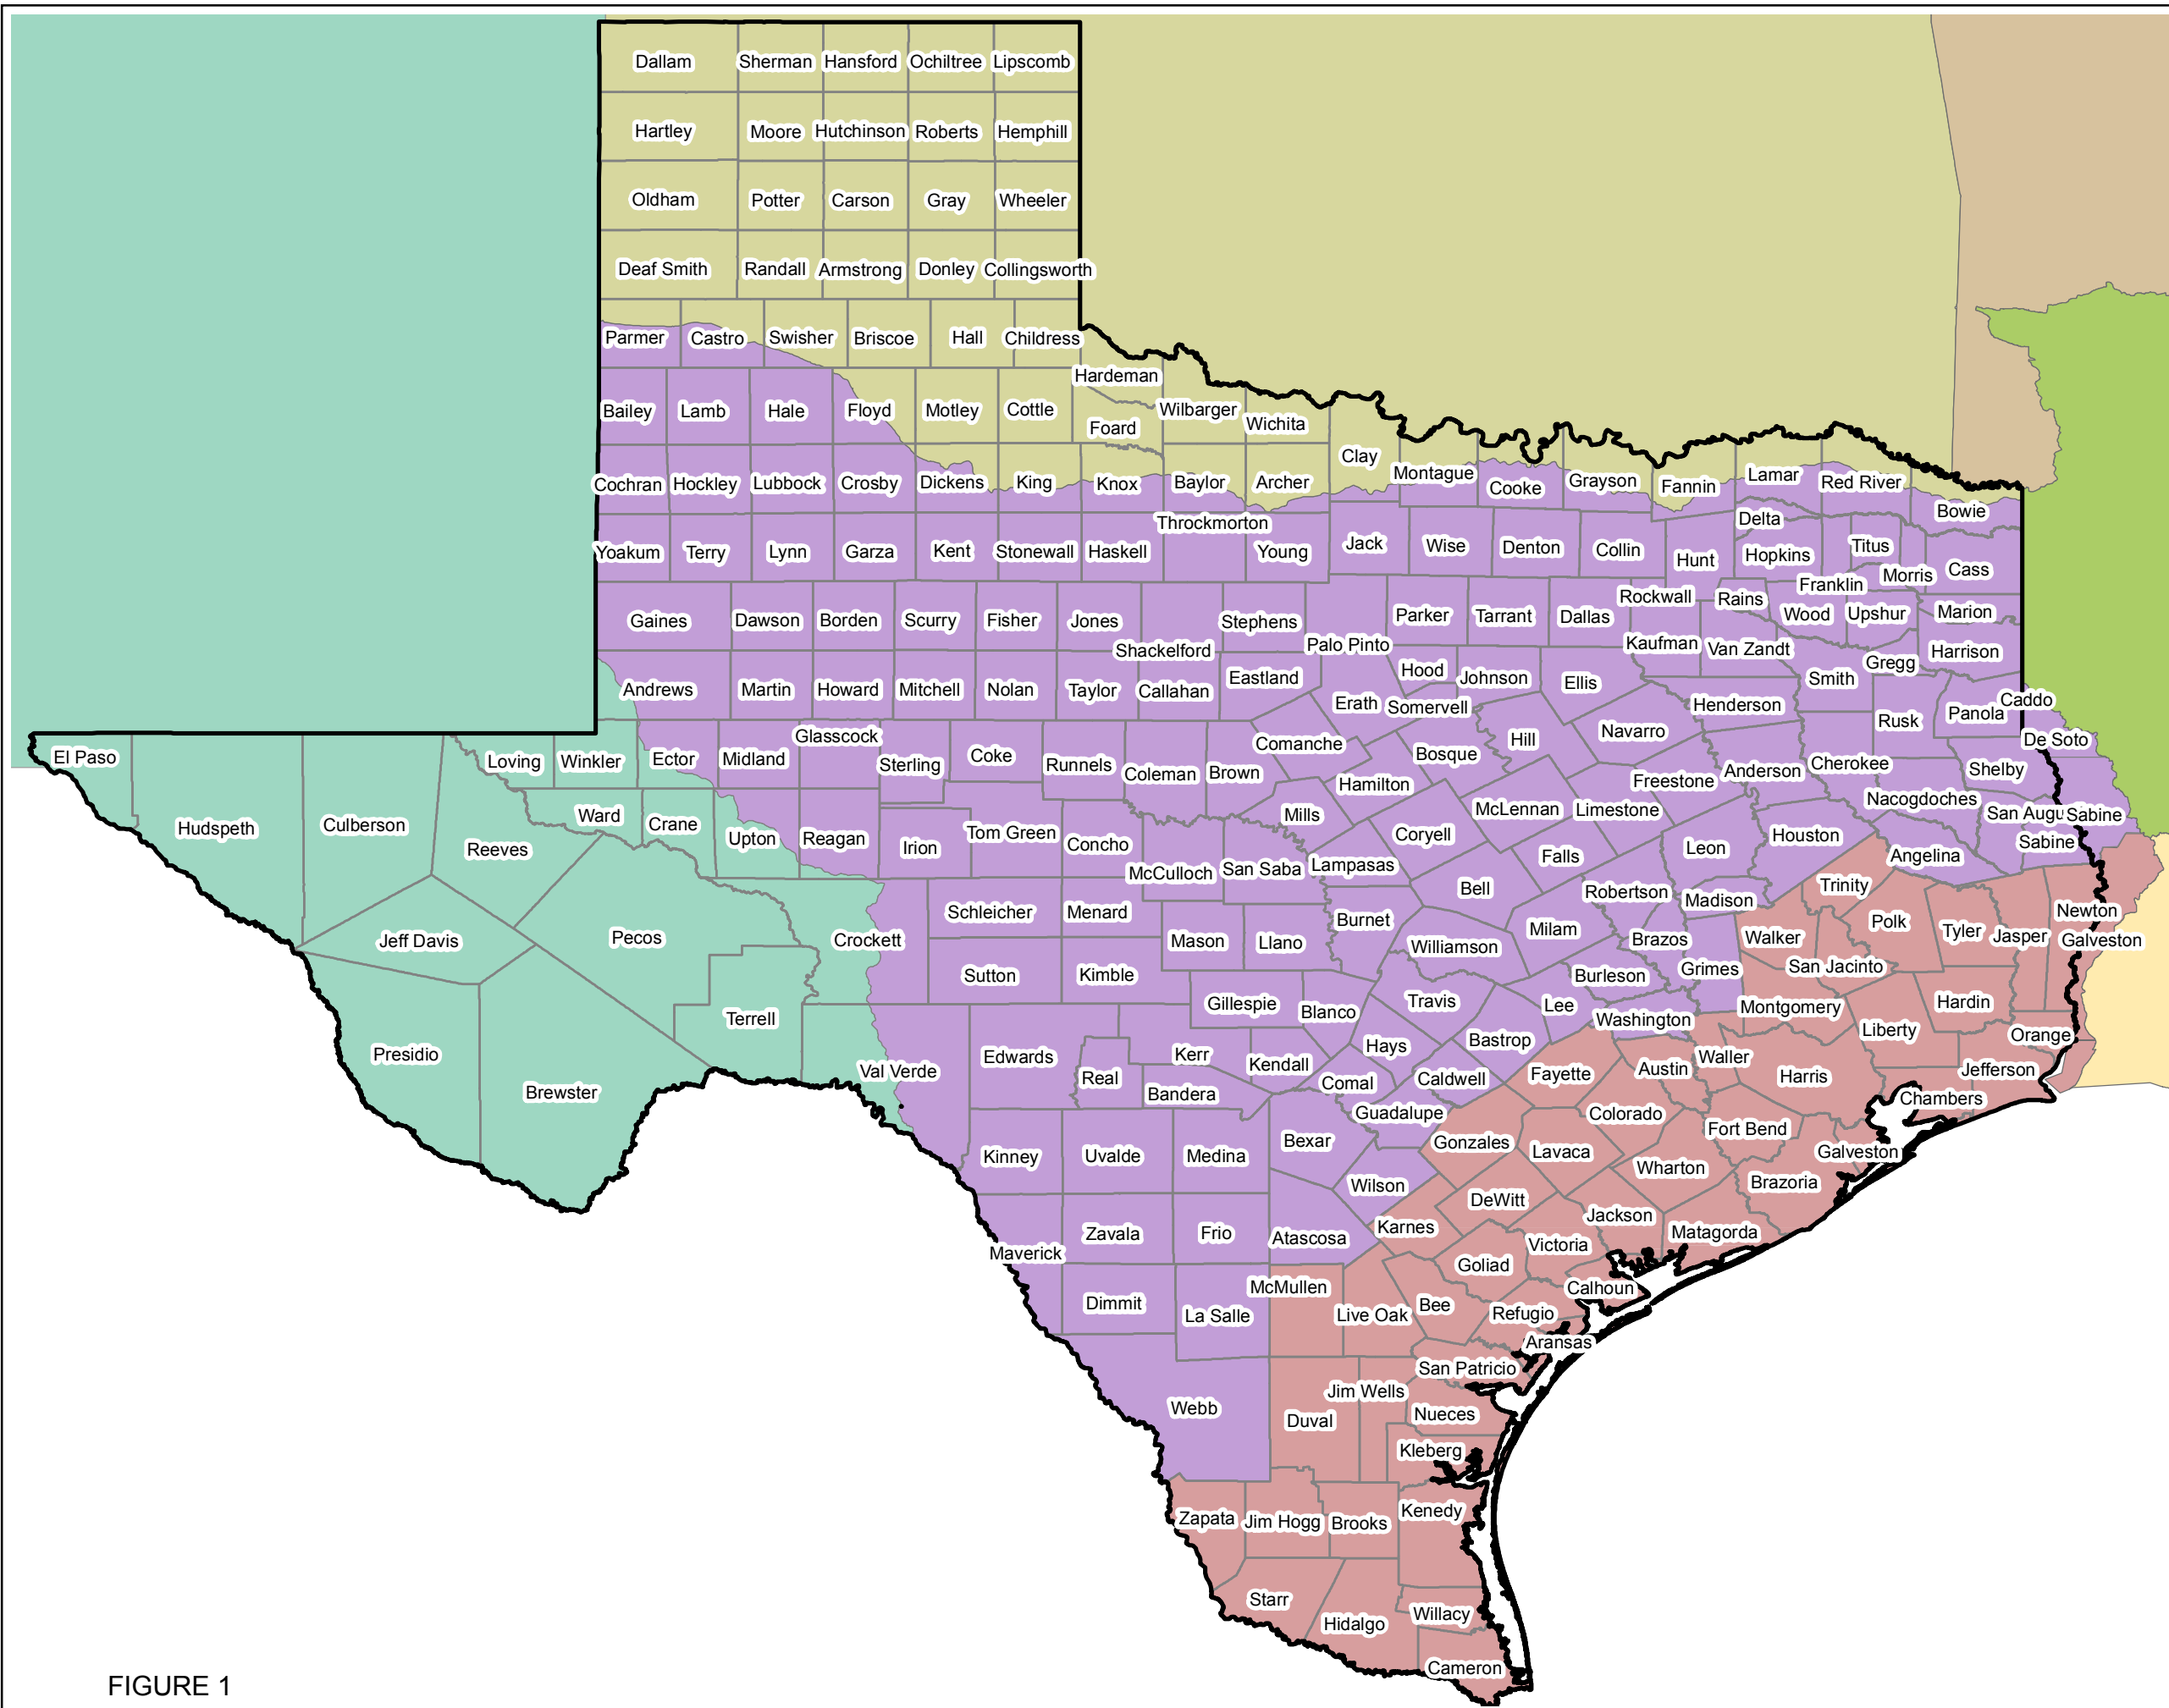 Dallam Sherman Hansford Ochiltree Lipscomb
Hartley Moore Hutchinson Roberts Hemphill
Oldham Potter Carson Gray Wheeler
Deaf Smith Randall Armstrong Donley Collingsworth
Parmer Castro Swisher Briscoe Hall Childress
Hardeman
Bailey Lamb Hale Floyd Motley Cottle Foard Wilbarger Wichita
Clay Montague
Cochran Hockley Lubbock Crosby Dickens King Knox Baylor Archer Cooke Grayson Fannin Lamar Red River
Bowie
Throckmorton Delta
Yoakum Terry Lynn Garza Kent Stonewall Haskell Young Jack Wise Denton Collin Hunt Hopkins Titus
Franklin Morris Cass
Rockwall Rains
Gaines Dawson Borden Scurry Fisher Jones Stephens Parker Tarrant Dallas Wood Upshur Marion
Shackelford Palo Pinto Kaufman Van Zandt Gregg Harrison
Andrews Martin Howard Mitchell Nolan Taylor Callahan Eastland Hood Johnson Ellis Smith
Erath Somervell Henderson Rusk Panola Caddo
Glasscock Comanche Hill Navarro De Soto
El Paso Loving Winkler Ector Midland Sterling Coke Runnels Coleman Brown Bosque Anderson Cherokee Shelby
Hamilton Freestone
Hudspeth Culberson Reeves Ward Crane Upton Reagan Irion Tom Green Concho Mills McLennan Limestone Nacogdoches
San Augu Sabine
Coryell Houston Sabine
McCulloch San Saba Lampasas Falls Leon Angelina
Bell Robertson Madison Trinity
Jeff Davis Pecos Crockett Schleicher Menard Mason Llano Burnet Williamson Milam Brazos Walker Polk Tyler Jasper Newton
Galveston
Sutton Kimble Burleson Grimes San Jacinto
Terrell Gillespie Blanco Travis Lee Washington Montgomery Liberty Hardin
Orange
Presidio Brewster Val Verde Edwards Real Kerr Kendall Hays Bastrop Waller
Bandera Comal Caldwell Fayette Austin Harris Jefferson
Guadalupe Colorado Chambers
Kinney Uvalde Medina Bexar Gonzales Lavaca Fort Bend Galveston
Wilson Wharton Brazoria
DeWitt
Maverick Zavala Frio Atascosa Karnes Victoria Jackson Matagorda
Goliad
Dimmit La Salle McMullen Live Oak Bee Refugio Calhoun
Aransas
San Patricio
Webb Duval Jim Wells Nueces
Kleberg
Zapata Jim Hogg Brooks Kenedy
Starr Hidalgo Willacy
Cameron
FIGURE 1